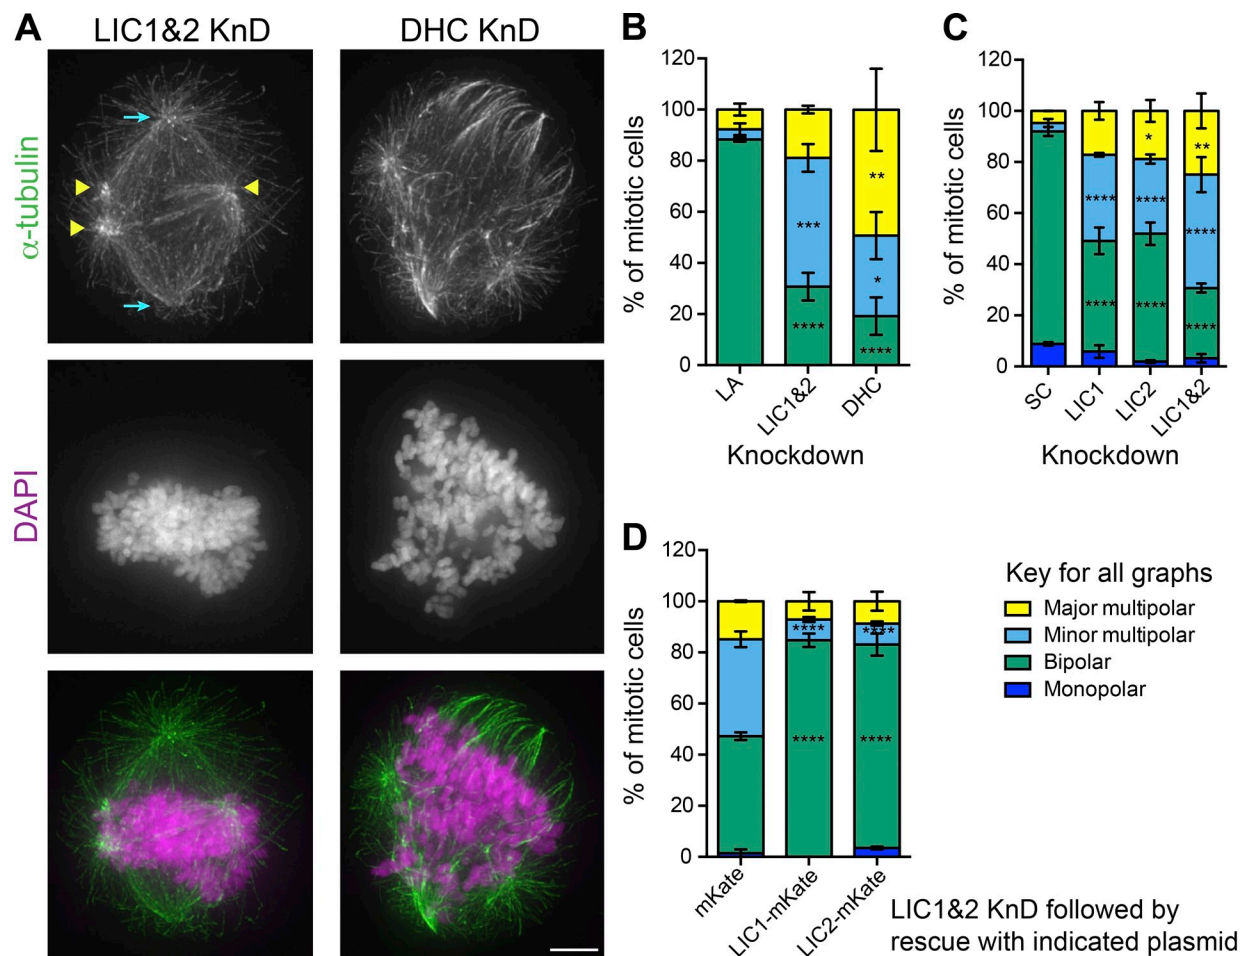 A
LIC1&2 KnD
DHC KnD
α-tubulin
DAPI
B
120
100
80
60
40
20
0
% of mitotic cells
**
***
*
****
****
LA
LIC1&2
DHC
Knockdown
C
120
100
80
60
40
20
0
% of mitotic cells
*
**
****
****
****
****
****
****
SC
LIC1
LIC2
LIC1&2
Knockdown
D
120
100
80
60
40
20
0
% of mitotic cells
****
****
****
****
mKate
LIC1-mKate
LIC2-mKate
Key for all graphs
Major multipolar
Minor multipolar
Bipolar
Monopolar
LIC1&2 KnD followed by
rescue with indicated plasmid